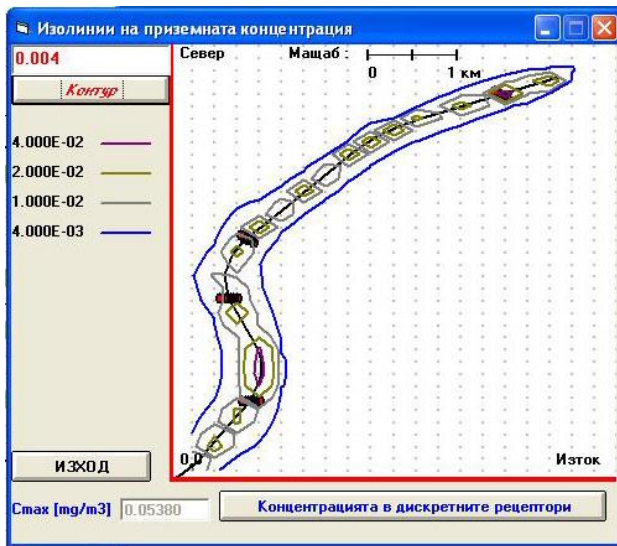 Изолинии на приземната концентрация
0.004
Контур
4.000E-02
2.000E-02
1.000E-02
4.000E-03
Север Мащаб :
0 1 км
0.0
Изток
ИЗХОД
Cmax [mg/m3] 0.05380
Концентрацията в дискретните рецептори